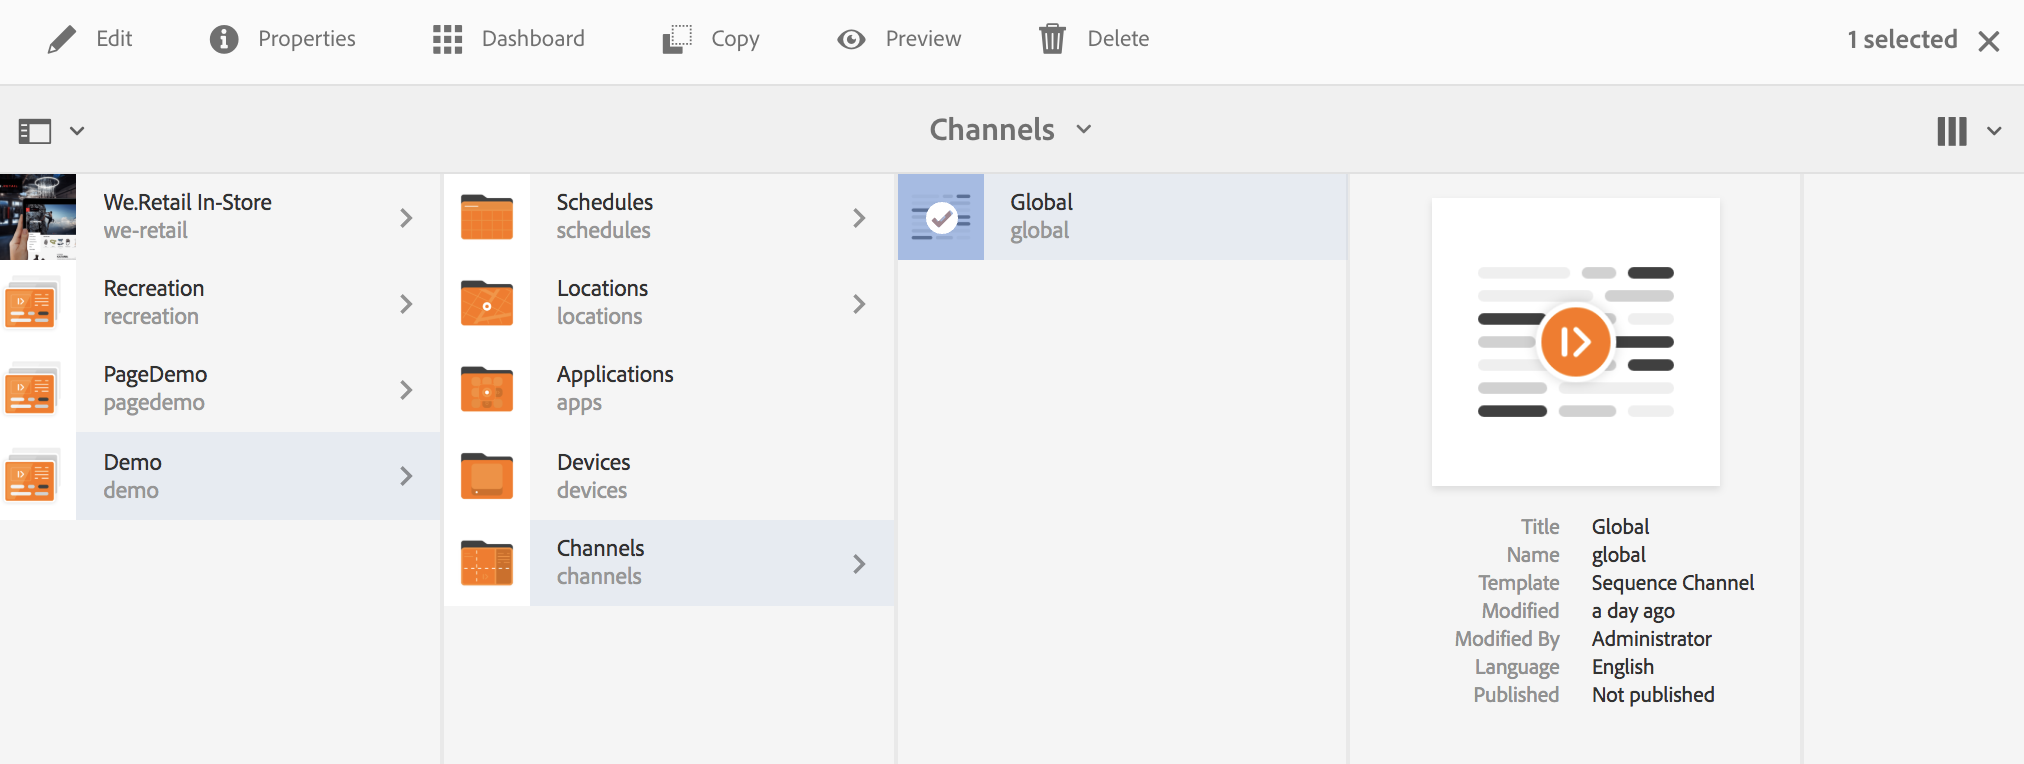 Edit
Properties
Dashboard
Copy
Preview
Delete
1 selected
Channels
We.Retail In-Store
we-retail
Recreation
recreation
PageDemo
pagedemo
Demo
demo
Schedules
schedules
Locations
locations
Applications
apps
Devices
devices
Channels
channels
Global
global
Title Global
Name global
Template Sequence Channel
Modified a day ago
Modified By Administrator
Language English
Published Not published